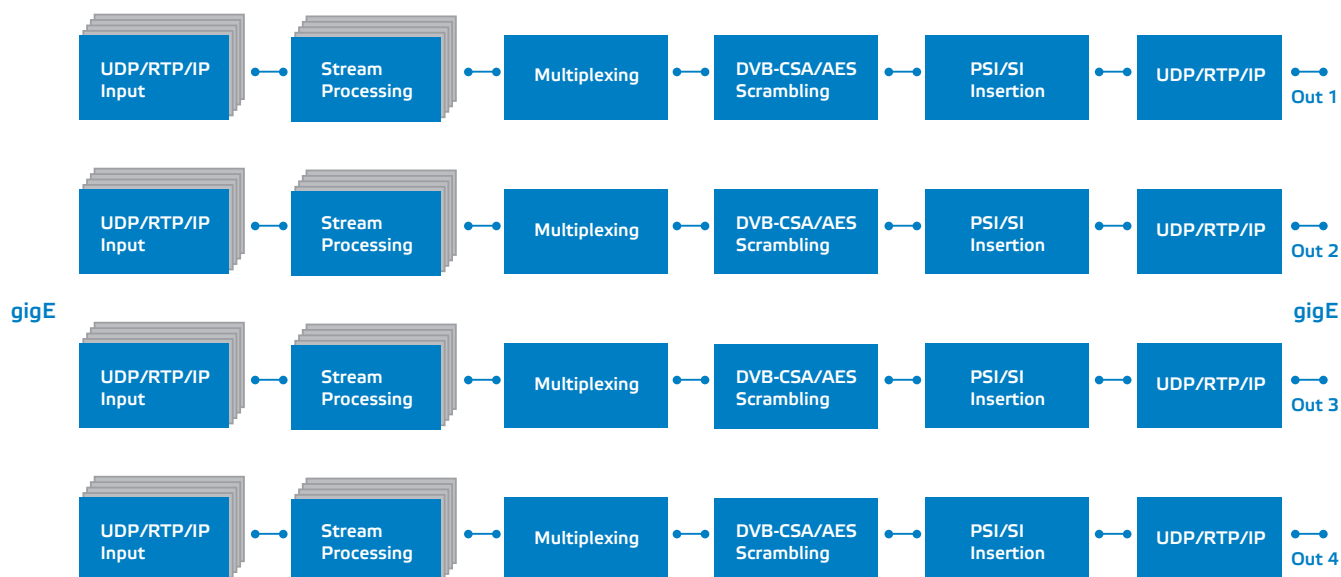 UDP/RTP/IP
Input
Stream
Processing
Multiplexing
DVB-CSA/AES
Scrambling
PSI/SI
Insertion
UDP/RTP/IP
Out 1
UDP/RTP/IP
Input
Stream
Processing
Multiplexing
DVB-CSA/AES
Scrambling
PSI/SI
Insertion
UDP/RTP/IP
Out 2
gigE
gigE
UDP/RTP/IP
Input
Stream
Processing
Multiplexing
DVB-CSA/AES
Scrambling
PSI/SI
Insertion
UDP/RTP/IP
Out 3
UDP/RTP/IP
Input
Stream
Processing
Multiplexing
DVB-CSA/AES
Scrambling
PSI/SI
Insertion
UDP/RTP/IP
Out 4